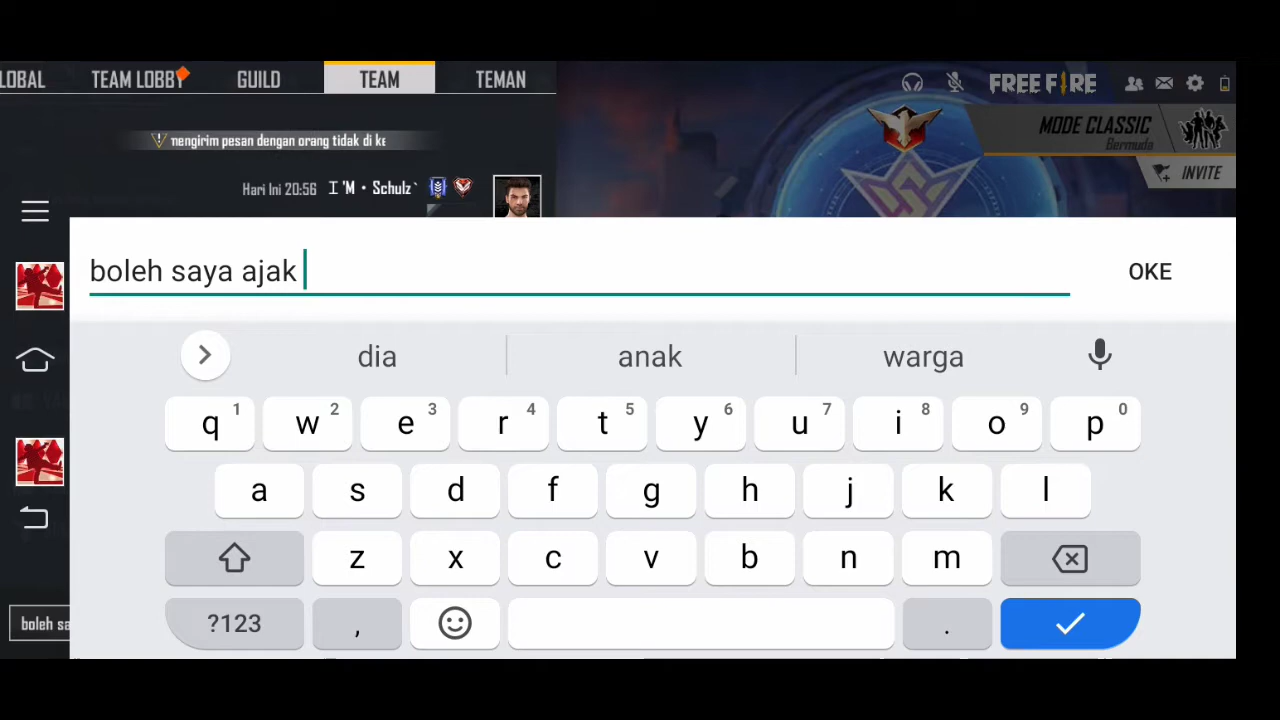 LOBAL
TEAM LOBBY
GUILD
TEAM
TEMAN
FREE FIRE
MODE CLASSIC
Bermuda
INVITE
mengirim pesan dengan orang tidak di ke
Hari Ini 20:56 I'M • Schulz`
boleh saya ajak
OKE
dia anak warga
q 1 w 2 e 3 r 4 t 5 y 6 u 7 i 8 o 9 p 0
a s d f g h j k l
z x c v b n m
?123 , .
boleh sa